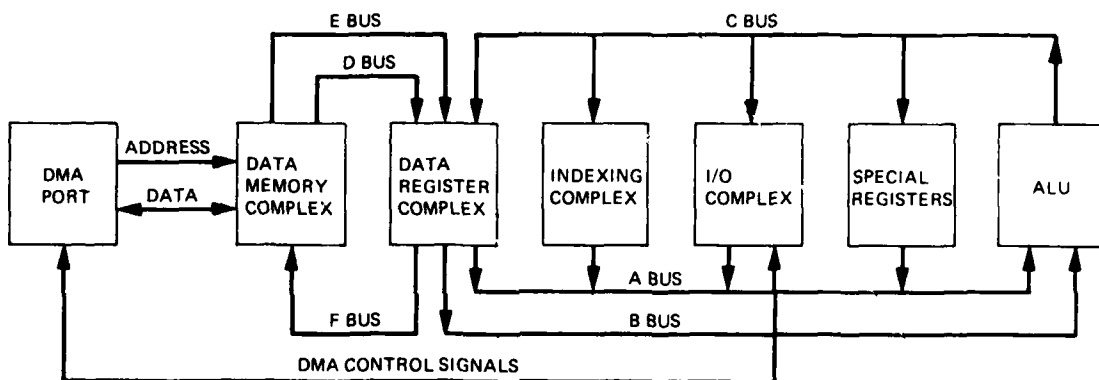 E BUS
C BUS
D BUS
DMA
PORT
ADDRESS
DATA
DATA
MEMORY
COMPLEX
DATA
REGISTER
COMPLEX
INDEXING
COMPLEX
I/O
COMPLEX
SPECIAL
REGISTERS
ALU
A BUS
F BUS
B BUS
DMA CONTROL SIGNALS